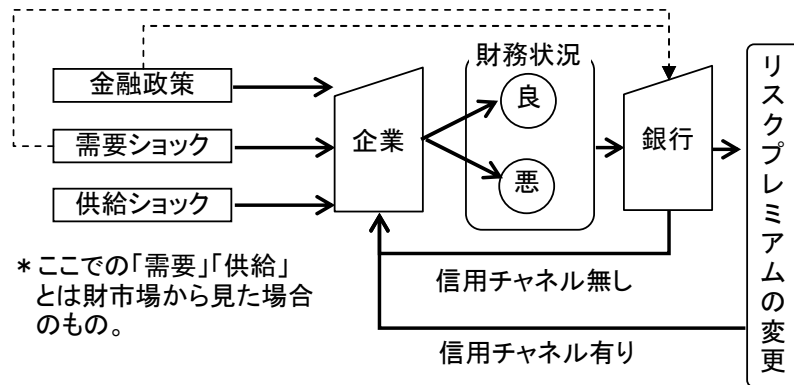 金融政策
需要ショック
供給ショック
企業
財務状況
良
悪
銀行
リスクプレミアムの変更
信用チャネル無し
信用チャネル有り
*ここでの「需要」「供給」
とは財市場から見た場合
のもの。